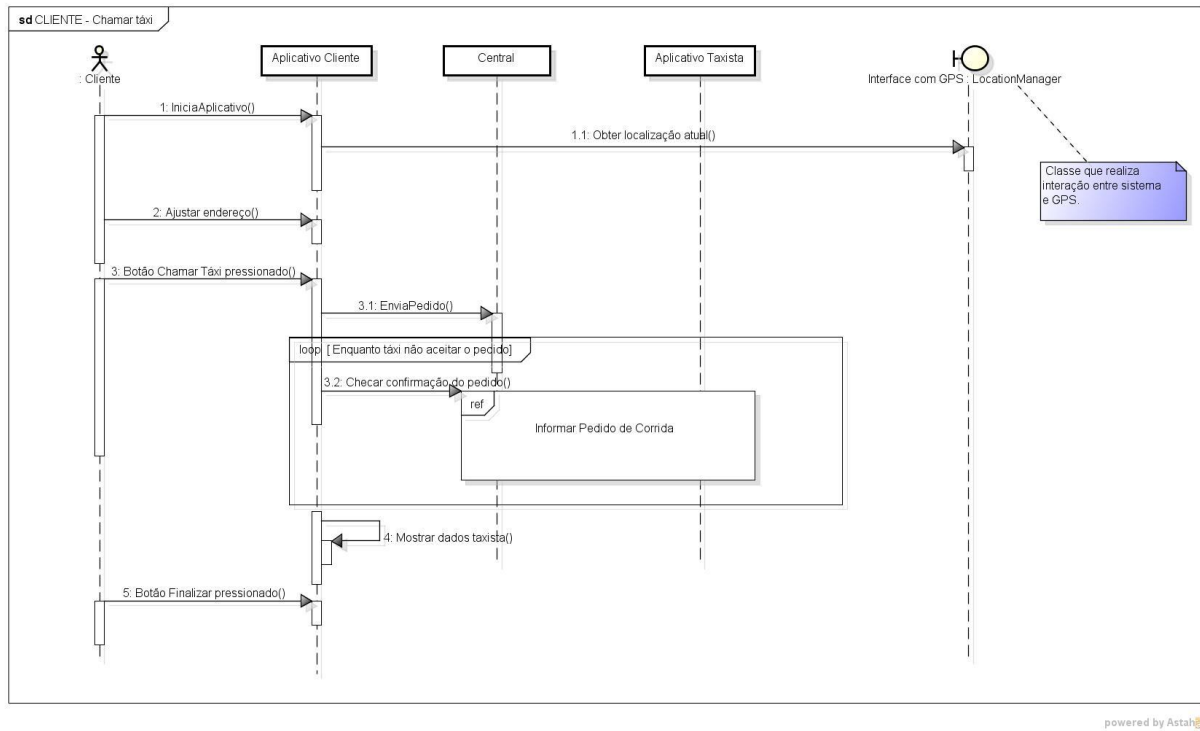 sd CLIENTE - Chamar táxi
: Cliente
Aplicativo Cliente
Central
Aplicativo Taxista
Interface com GPS : LocationManager
1: IniciaAplicativo()
1.1: Obter localização atual()
Classe que realiza
interação entre sistema
e GPS.
2: Ajustar endereço()
3: Botão Chamar Táxi pressionado()
3.1: EnviaPedido()
loop [ Enquanto táxi não aceitar o pedido]
3.2: Checar confirmação do pedido()
ref
Informar Pedido de Corrida
4: Mostrar dados taxista()
5: Botão Finalizar pressionado()
powered by Astah